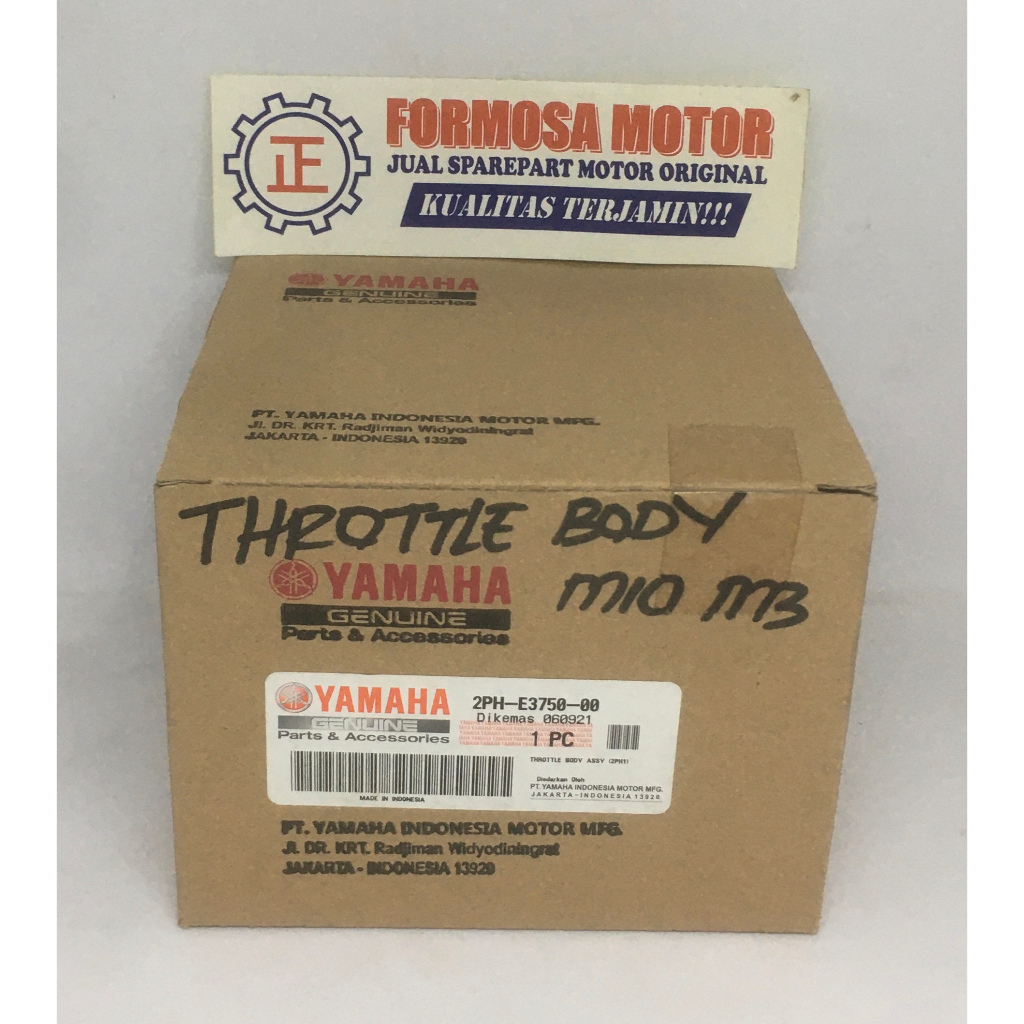 正
FORMOSA MOTOR
JUAL SPAREPART MOTOR ORIGINAL
KUALITAS TERJAMIN!!!
YAMAHA
GENUINE
Parts & Accessories
PT. YAMAHA INDONESIA MOTOR MFG.
Jl. DR. KRT. Radjiman Widyodiningrat
JAKARTA - INDONESIA 13920
THROTTLE BODY
MIO M3
YAMAHA
GENUINE
Parts & Accessories
YAMAHA
GENUINE
Parts & Accessories
MADE IN INDONESIA
2PH-E3750-00
Dikemas 060921
1 PC
THROTTLE BODY ASSY (2PH1)
Diedarkan Oleh
PT. YAMAHA INDONESIA MOTOR MFG.
JAKARTA-INDONESIA 13920
PT. YAMAHA INDONESIA MOTOR MFG.
Jl. DR. KRT. Radjiman Widyodiningrat
JAKARTA - INDONESIA 13920